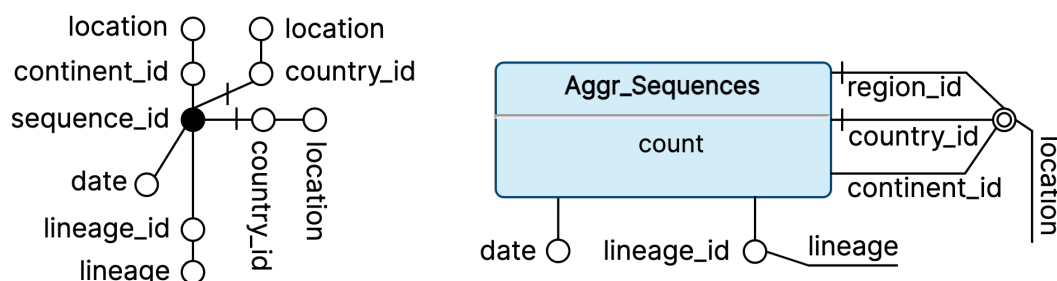 location
location
continent_id
country_id
sequence_id
country_id
location
date
lineage_id
lineage
Aggr_Sequences
count
region_id
country_id
continent_id
location
date
lineage_id
lineage